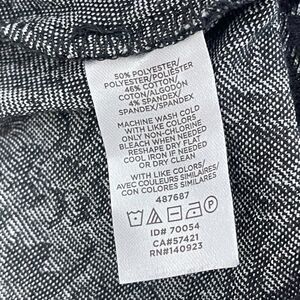 50% POLYESTER/
POLYESTER/POLIÉSTER
46% COTTON/
COTON/ALGODÓN
4% SPANDEX/
SPANDEX/SPANDEX
MACHINE WASH COLD
WITH LIKE COLORS
ONLY NON-CHLORINE
BLEACH WHEN NEEDED
RESHAPE DRY FLAT
COOL IRON IF NEEDED
OR DRY CLEAN
WITH LIKE COLORS/
AVEC COULEURS SIMILAIRES/
CON COLORES SIMILARES
487687
P
ID# 70054
CA#57421
RN#140923